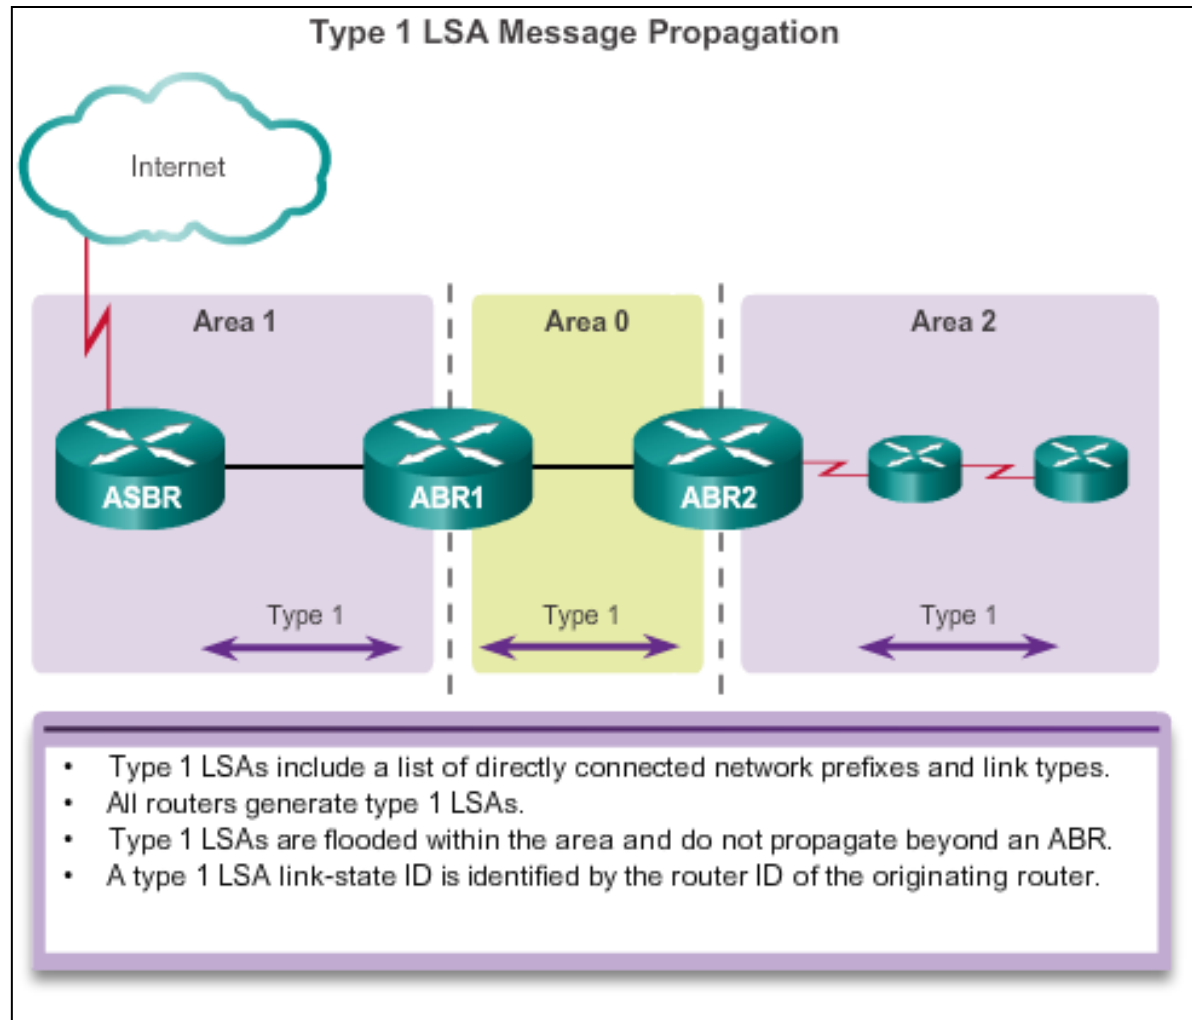 Type 1 LSA Message Propagation
Internet
Area 1
Area 0
Area 2
ASBR
ABR1
ABR2
Type 1
Type 1
Type 1
• Type 1 LSAs include a list of directly connected network prefixes and link types.
• All routers generate type 1 LSAs.
• Type 1 LSAs are flooded within the area and do not propagate beyond an ABR.
• A type 1 LSA link-state ID is identified by the router ID of the originating router.